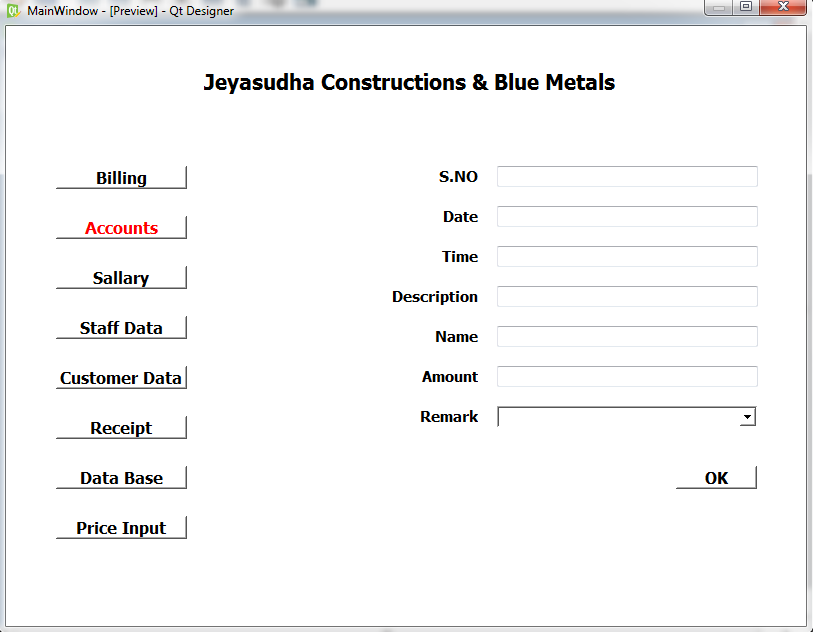 MainWindow - [Preview] - Qt Designer
Jeyasudha Constructions & Blue Metals
Billing
Accounts
Sallary
Staff Data
Customer Data
Receipt
Data Base
Price Input
S.NO
Date
Time
Description
Name
Amount
Remark
OK